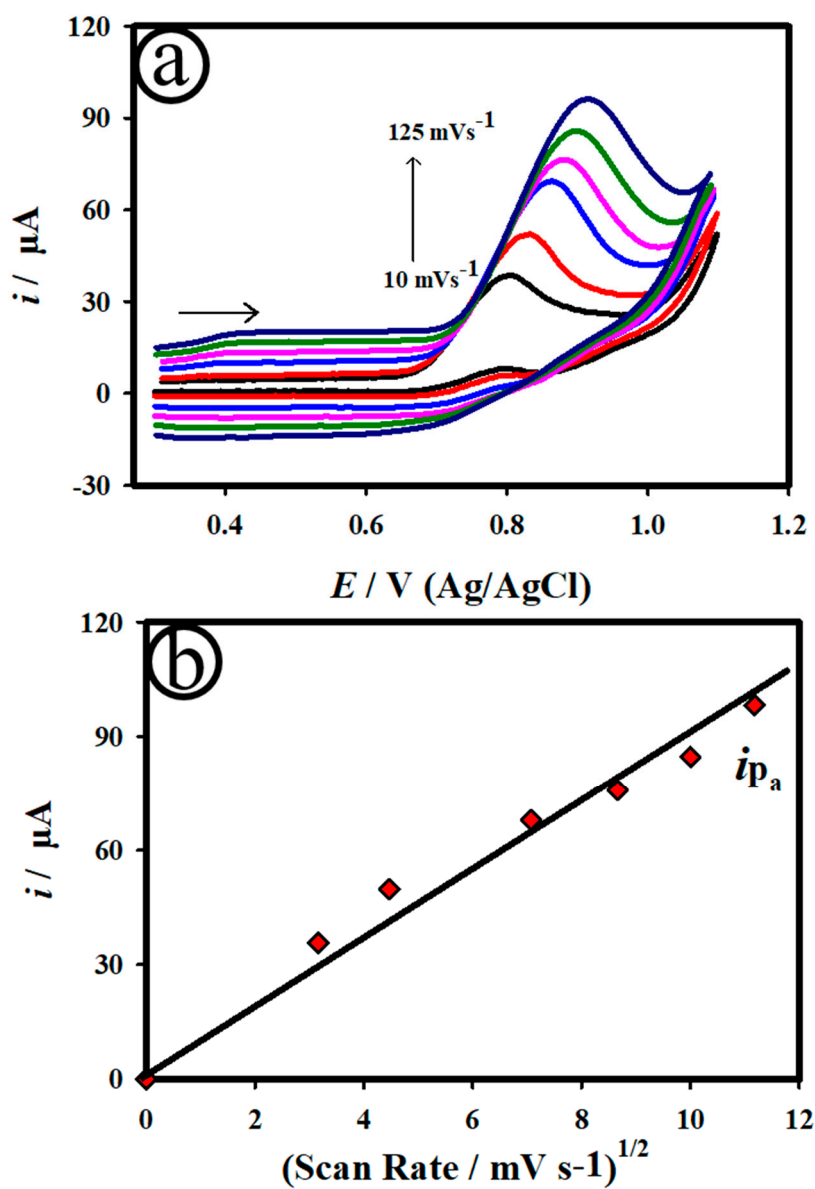 a
120
90
60
30
0
-30
i / μA
125 mVs-1
10 mVs-1
0.4 0.6 0.8 1.0 1.2
E / V (Ag/AgCl)
b
120
90
60
30
0
i / μA
ipa
0 2 4 6 8 10 12
(Scan Rate / mV s-1)1/2